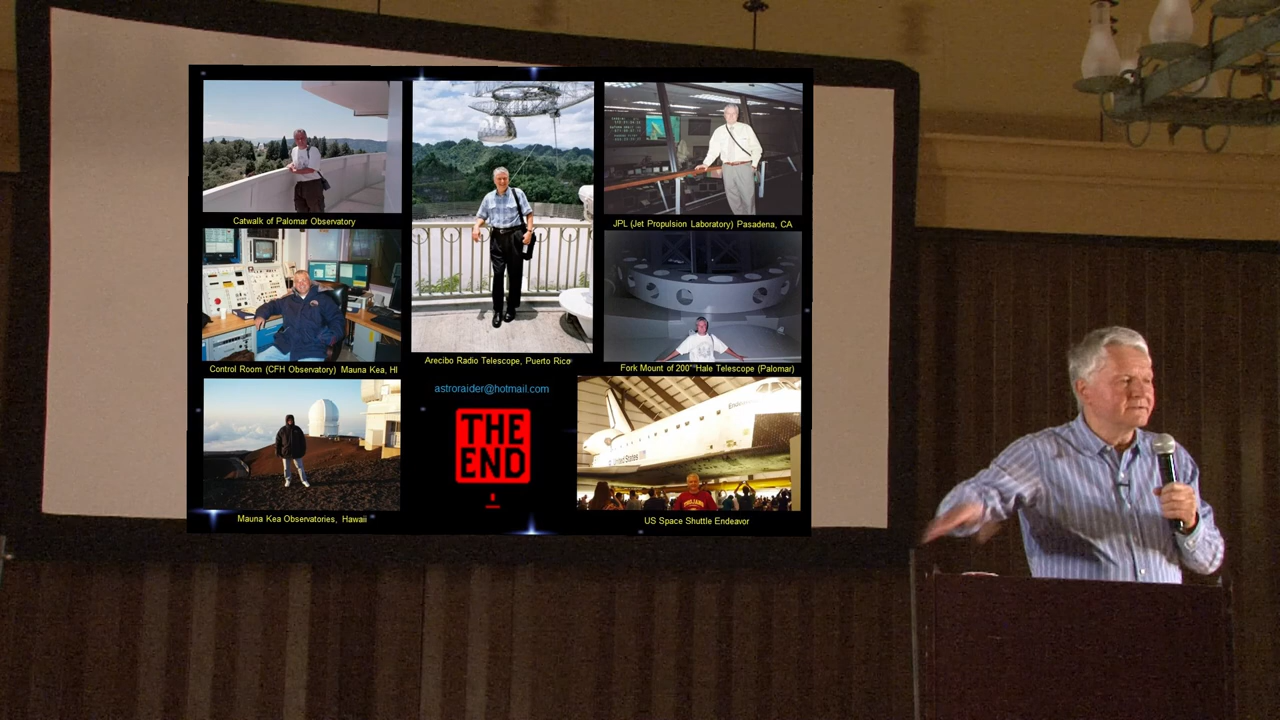 Catwalk of Palomar Observatory
JPL (Jet Propulsion Laboratory) Pasadena, CA
Arecibo Radio Telescope, Puerto Rico
Control Room (CFH Observatory) Mauna Kea, HI
Fork Mount of 200" Hale Telescope (Palomar)
astroraider@hotmail.com
THE
END
United States
Mauna Kea Observatories, Hawaii
US Space Shuttle Endeavor